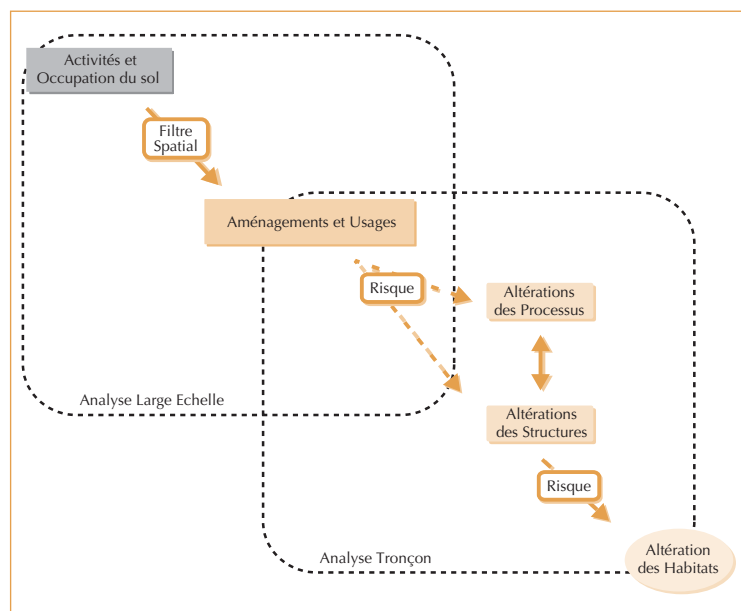 Activités et
Occupation du sol
Filtre
Spatial
Aménagements et Usages
Risque
Altérations
des Processus
Analyse Large Echelle
Altérations
des Structures
Risque
Analyse Tronçon
Altération
des Habitats